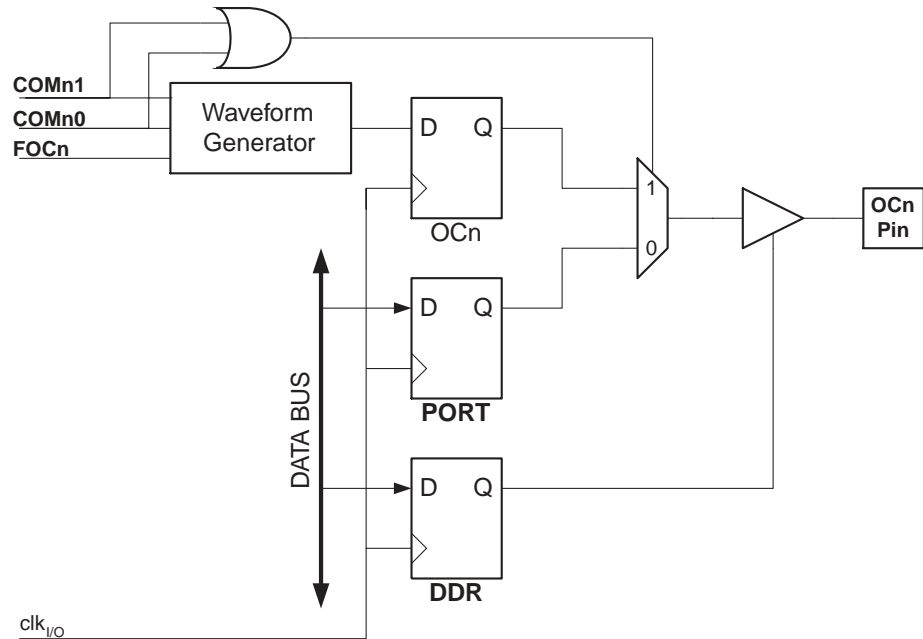 COMn1
COMn0
FOCn
Waveform
Generator
D Q
OCn
1
0
OCn
Pin
D Q
PORT
DATA BUS
D Q
DDR
clkI/O